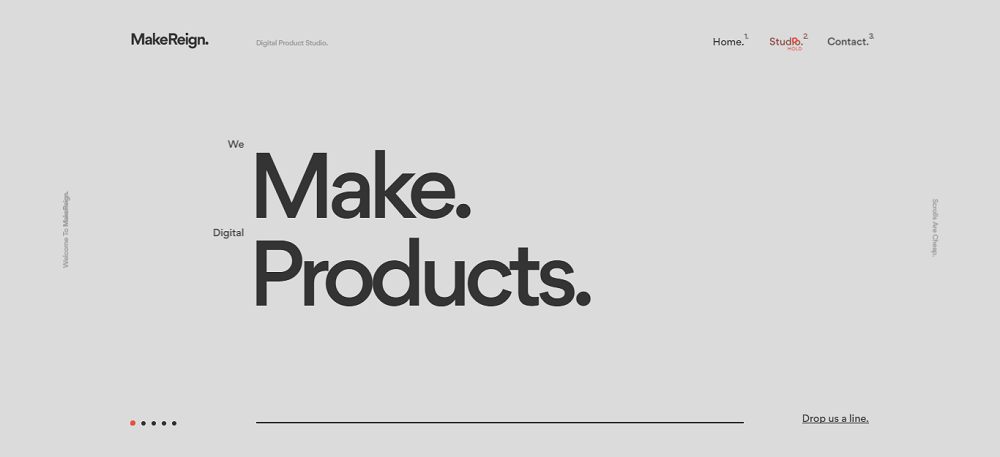 MakeReign.
Digital Product Studio.
Home. 1.
Studio. 2.
HOLD
Contact. 3.
We
Make.
Digital
Products.
Welcome To MakeReign.
Scrolls Are Cheap.
Drop us a line.